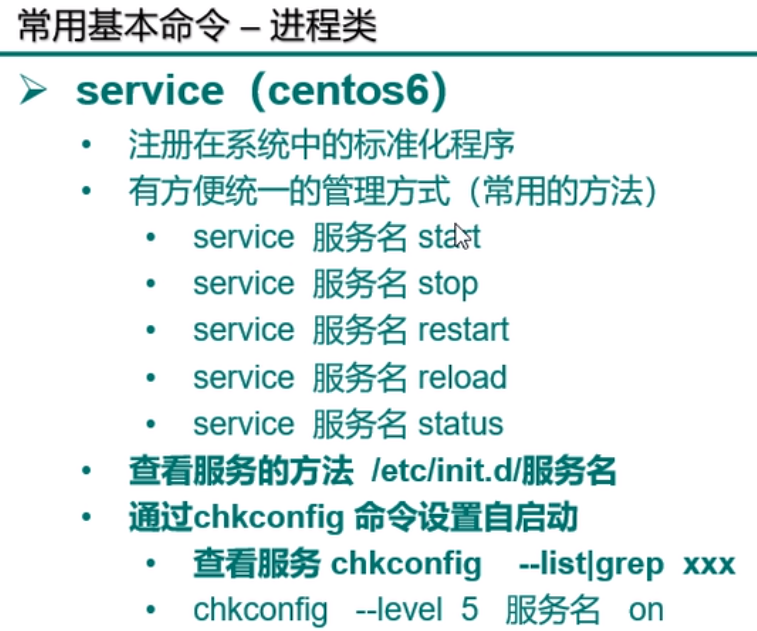 常用基本命令 – 进程类
➢ service（centos6）
• 注册在系统中的标准化程序
• 有方便统一的管理方式（常用的方法）
• service 服务名 start
• service 服务名 stop
• service 服务名 restart
• service 服务名 reload
• service 服务名 status
• 查看服务的方法 /etc/init.d/服务名
• 通过chkconfig 命令设置自启动
• 查看服务 chkconfig --list|grep xxx
• chkconfig --level 5 服务名 on